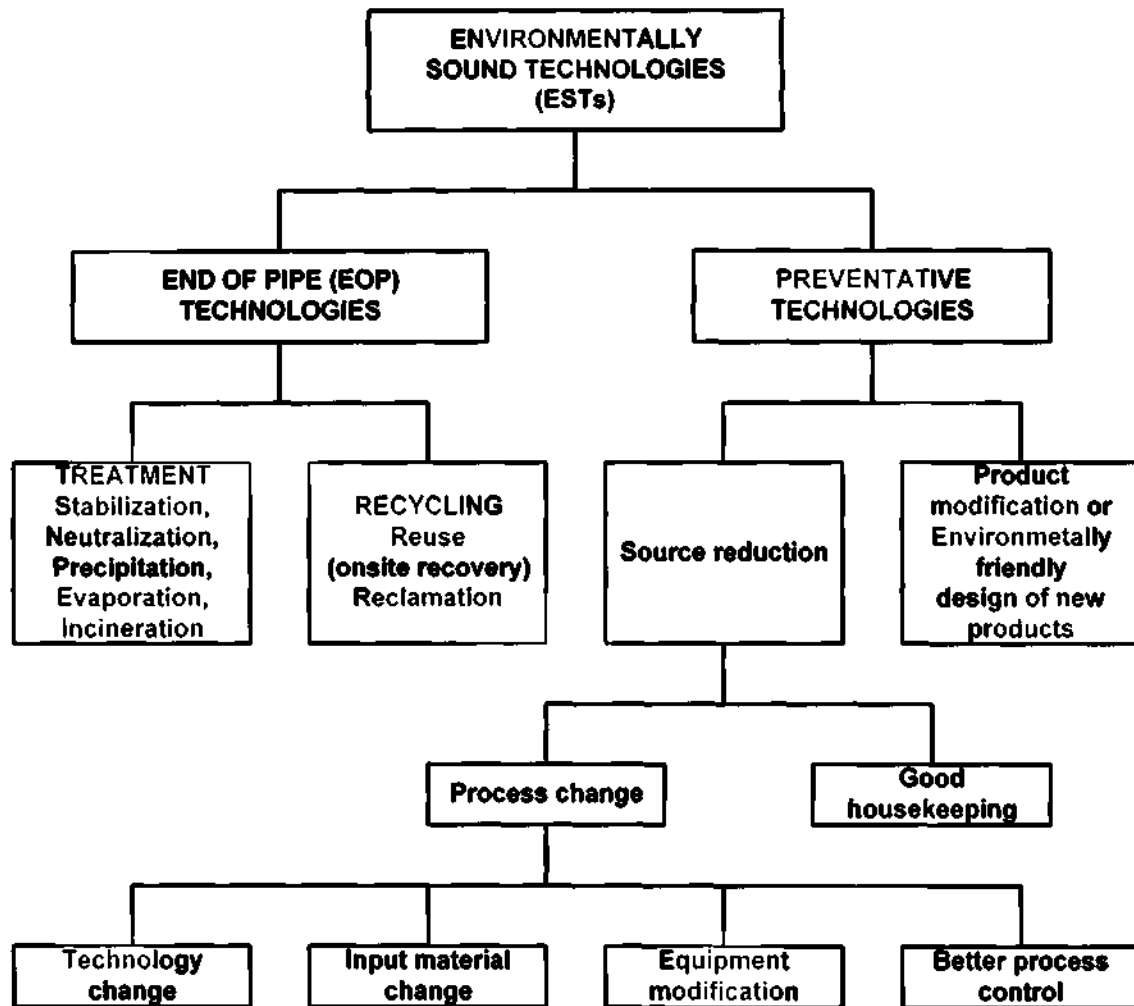 ENVIRONMENTALLY
SOUND TECHNOLOGIES
(ESTs)
END OF PIPE (EOP)
TECHNOLOGIES
PREVENTATIVE
TECHNOLOGIES
TREATMENT
Stabilization,
Neutralization,
Precipitation,
Evaporation,
Incineration
RECYCLING
Reuse
(onsite recovery)
Reclamation
Source reduction
Product
modification or
Environmetally
friendly
design of new
products
Process change
Good
housekeeping
Technology
change
Input material
change
Equipment
modification
Better process
control